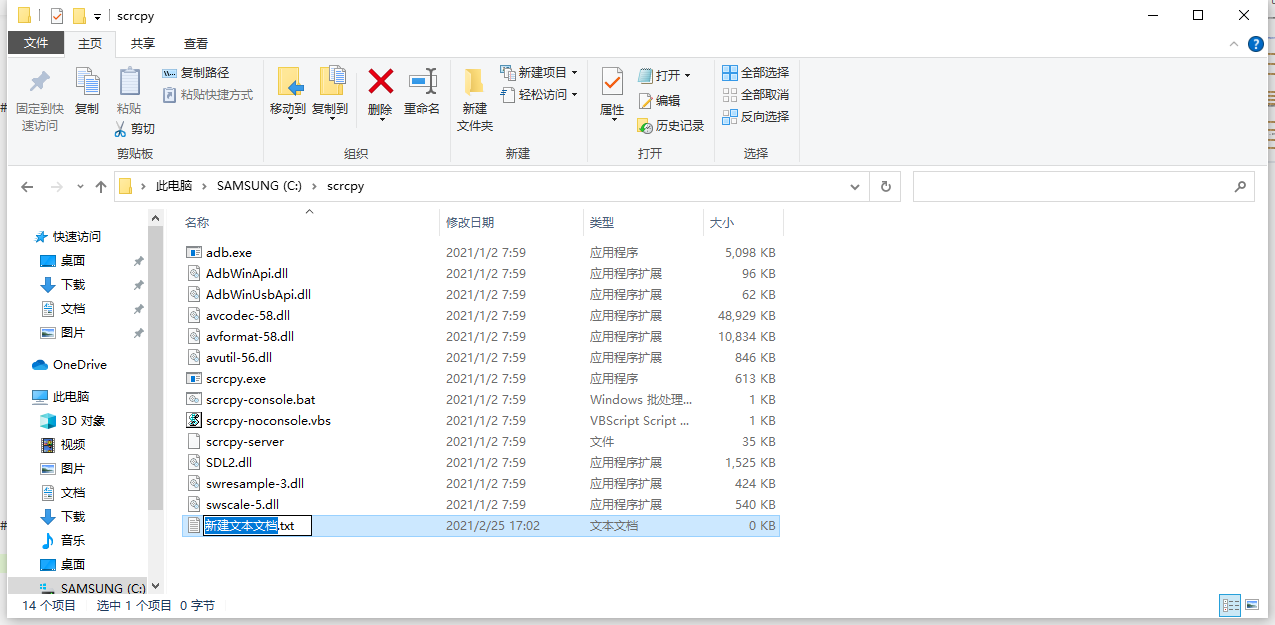 scrcpy
文件 主页 共享 查看
固定到快速访问
复制
粘贴
复制路径
粘贴快捷方式
剪切
剪贴板
移动到 复制到 删除 重命名
组织
新建文件夹
新建项目
轻松访问
新建
属性
打开
编辑
历史记录
打开
全部选择
全部取消
反向选择
选择
此电脑 > SAMSUNG (C:) > scrcpy
名称 修改日期 类型 大小
快速访问
桌面
下载
文档
图片
OneDrive
此电脑
3D 对象
视频
图片
文档
下载
音乐
桌面
SAMSUNG (C:)
adb.exe 2021/1/2 7:59 应用程序 5,098 KB
AdbWinApi.dll 2021/1/2 7:59 应用程序扩展 96 KB
AdbWinUsbApi.dll 2021/1/2 7:59 应用程序扩展 62 KB
avcodec-58.dll 2021/1/2 7:59 应用程序扩展 48,929 KB
avformat-58.dll 2021/1/2 7:59 应用程序扩展 10,834 KB
avutil-56.dll 2021/1/2 7:59 应用程序扩展 846 KB
scrcpy.exe 2021/1/2 7:59 应用程序 613 KB
scrcpy-console.bat 2021/1/2 7:59 Windows 批处理... 1 KB
scrcpy-noconsole.vbs 2021/1/2 7:59 VBScript Script ... 1 KB
scrcpy-server 2021/1/2 7:59 文件 35 KB
SDL2.dll 2021/1/2 7:59 应用程序扩展 1,525 KB
swresample-3.dll 2021/1/2 7:59 应用程序扩展 424 KB
swscale-5.dll 2021/1/2 7:59 应用程序扩展 540 KB
新建文本文档.txt 2021/2/25 17:02 文本文档 0 KB
14 个项目 选中 1 个项目 0 字节